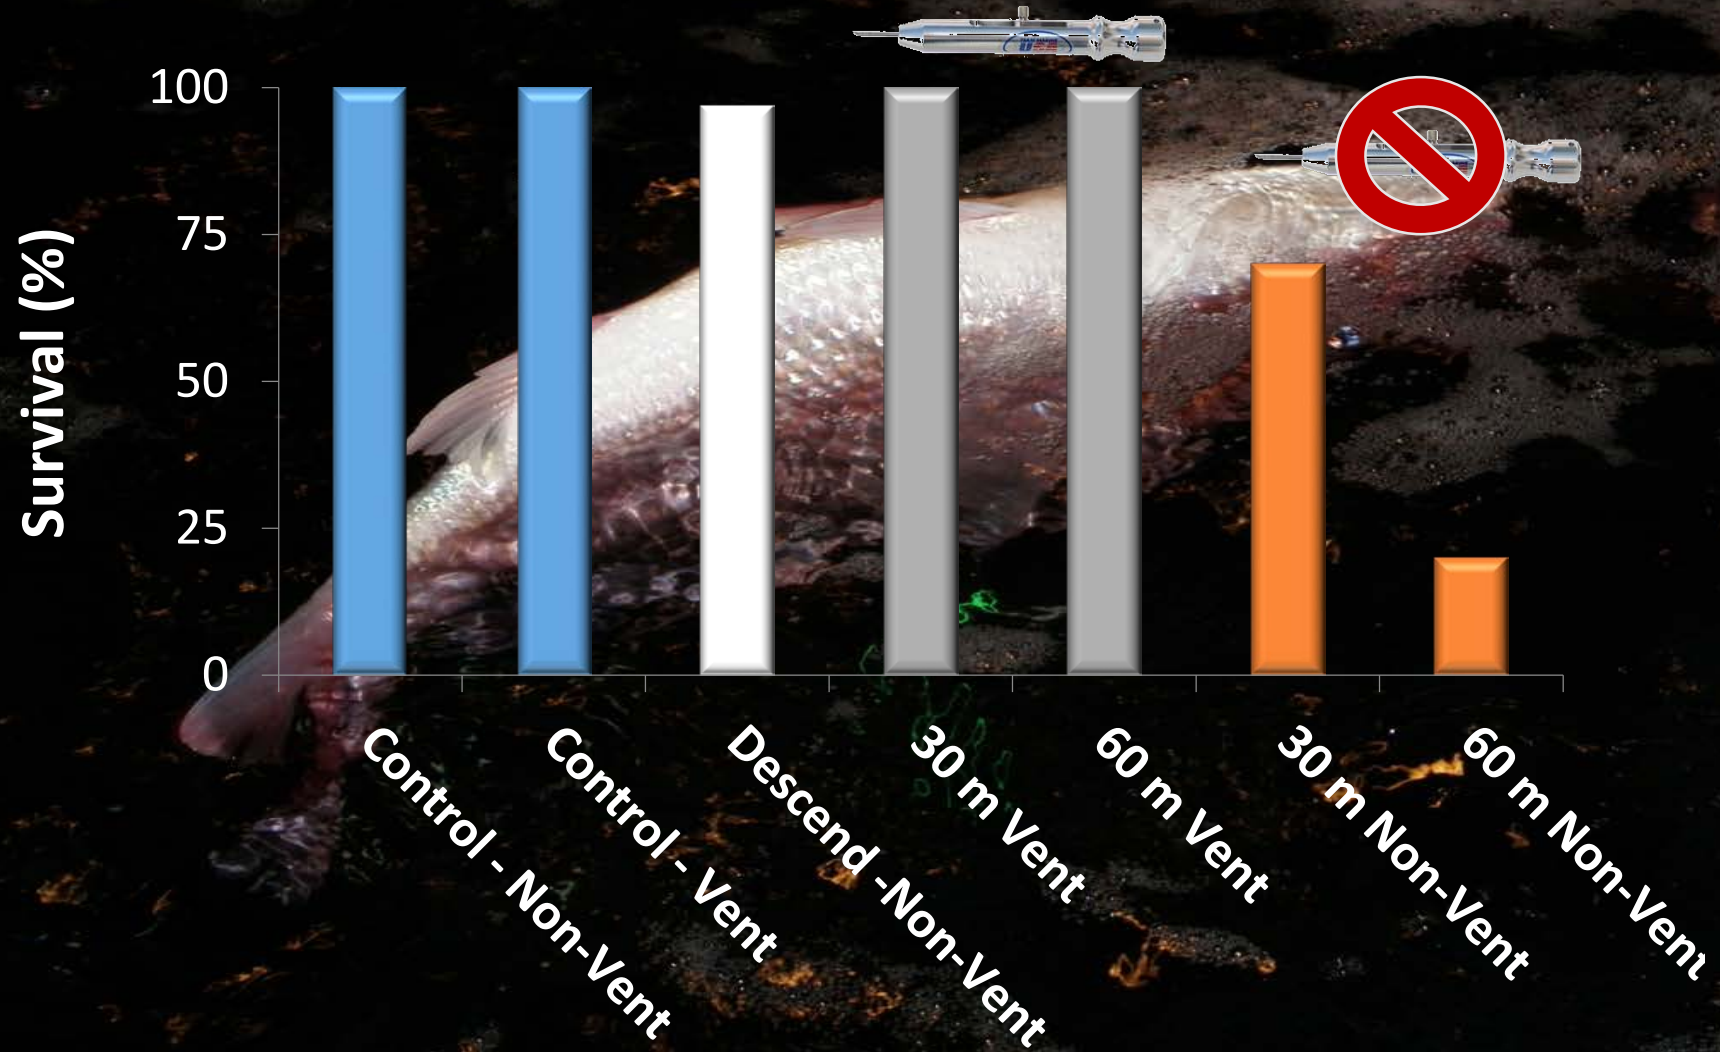 100
75
50
25
0
Survival (%)
Control - Non-Vent
Control - Vent
Descend -Non-Vent
30 m Vent
60 m Vent
30 m Non-Vent
60 m Non-Vent